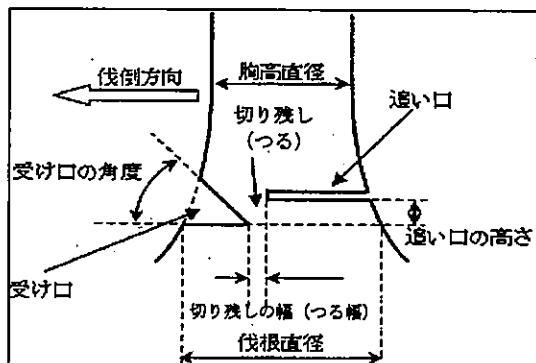 伐倒方向
胸高直径
追い口
切り残し
（つる）
受け口の角度
追い口の高さ
受け口
切り残しの幅（つる幅）
伐根直径